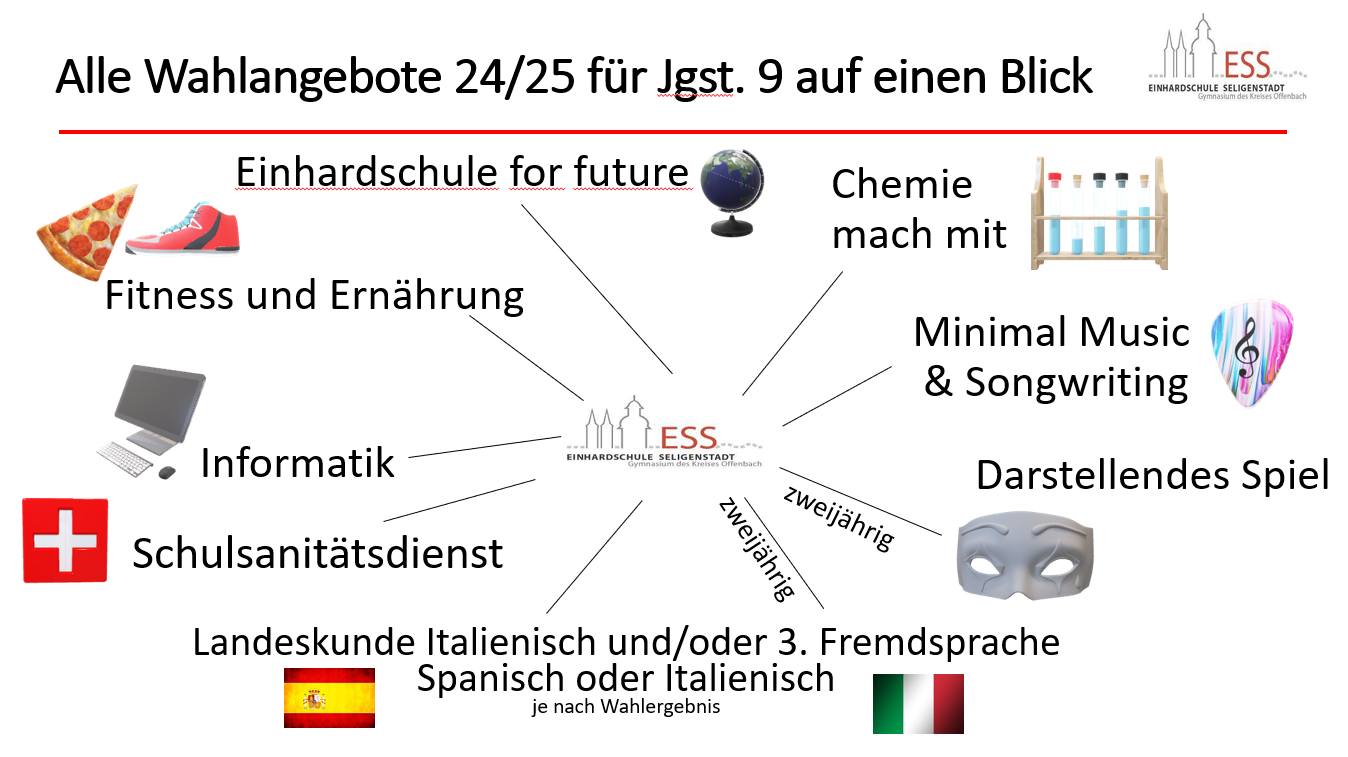 Alle Wahlangebote 24/25 für Jgst. 9 auf einen Blick
ESS
EINHARDSCHULE SELIGENSTADT
Gymnasium des Kreises Offenbach
Einhardschule for future
Chemie
mach mit
Fitness und Ernährung
Minimal Music
& Songwriting
Informatik
ESS
EINHARDSCHULE SELIGENSTADT
Gymnasium des Kreises Offenbach
Darstellendes Spiel
zweijährig
zweijährig
Schulsanitätsdienst
Landeskunde Italienisch und/oder 3. Fremdsprache
Spanisch oder Italienisch
je nach Wahlergebnis